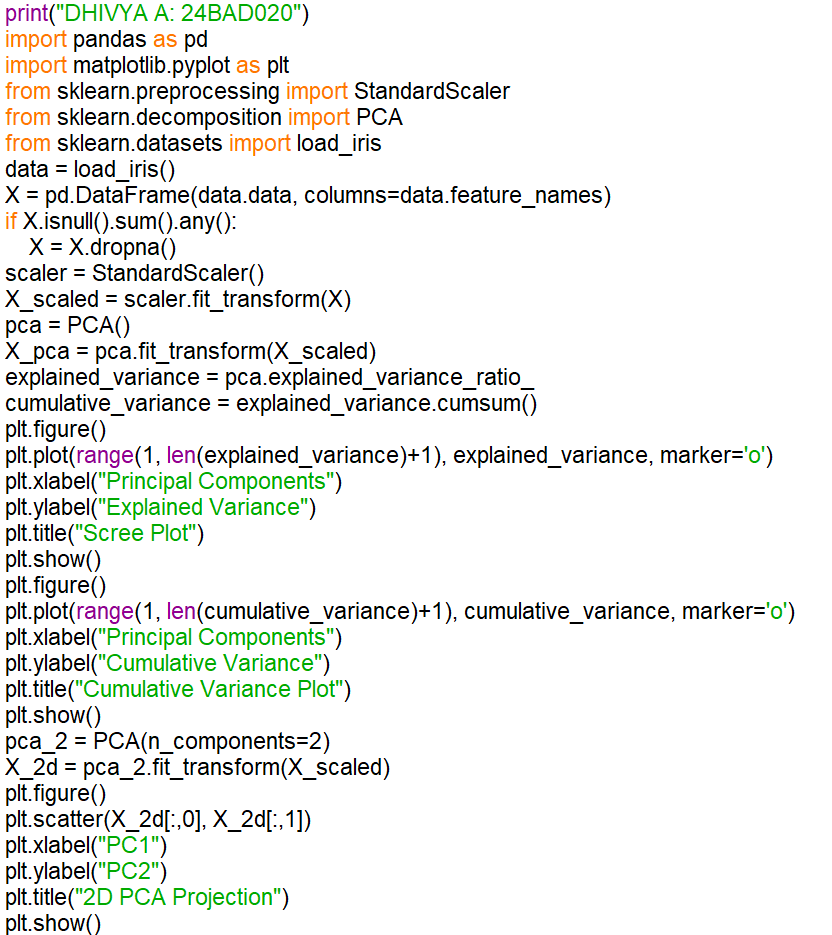 print("DHIVYA A: 24BAD020")
import pandas as pd
import matplotlib.pyplot as plt
from sklearn.preprocessing import StandardScaler
from sklearn.decomposition import PCA
from sklearn.datasets import load_iris
data = load_iris()
X = pd.DataFrame(data.data, columns=data.feature_names)
if X.isnull().sum().any():
    X = X.dropna()
scaler = StandardScaler()
X_scaled = scaler.fit_transform(X)
pca = PCA()
X_pca = pca.fit_transform(X_scaled)
explained_variance = pca.explained_variance_ratio_
cumulative_variance = explained_variance.cumsum()
plt.figure()
plt.plot(range(1, len(explained_variance)+1), explained_variance, marker='o')
plt.xlabel("Principal Components")
plt.ylabel("Explained Variance")
plt.title("Scree Plot")
plt.show()
plt.figure()
plt.plot(range(1, len(cumulative_variance)+1), cumulative_variance, marker='o')
plt.xlabel("Principal Components")
plt.ylabel("Cumulative Variance")
plt.title("Cumulative Variance Plot")
plt.show()
pca_2 = PCA(n_components=2)
X_2d = pca_2.fit_transform(X_scaled)
plt.figure()
plt.scatter(X_2d[:,0], X_2d[:,1])
plt.xlabel("PC1")
plt.ylabel("PC2")
plt.title("2D PCA Projection")
plt.show()